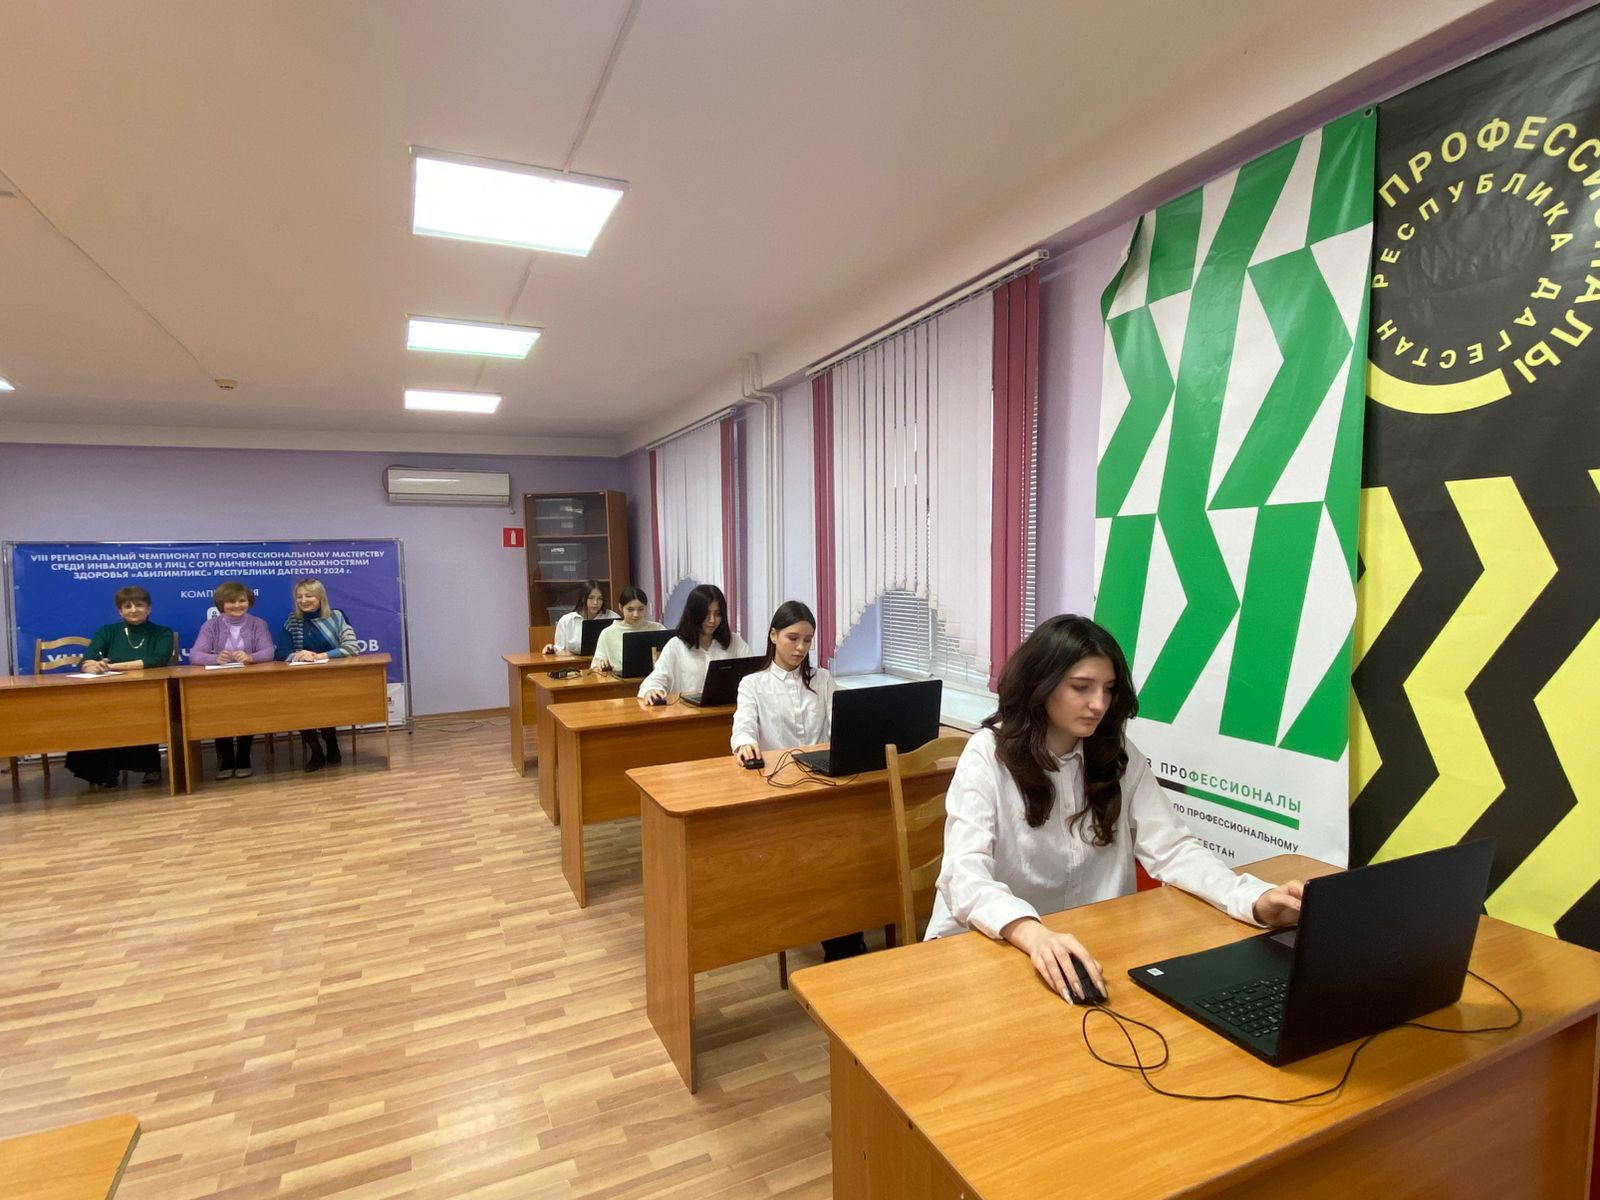 VIII РЕГИОНАЛЬНЫЙ ЧЕМПИОНАТ ПО ПРОФЕССИОНАЛЬНОМУ МАСТЕРСТВУ
СРЕДИ ИНВАЛИДОВ И ЛИЦ С ОГРАНИЧЕННЫМИ ВОЗМОЖНОСТЯМИ
ЗДОРОВЬЯ «АБИЛИМПИКС» РЕСПУБЛИКИ ДАГЕСТАН 2024 г.
ПРОФЕССИОНАЛЫ
РЕСПУБЛИКА ДАГЕСТАН
ПРОФЕССИОНАЛЫ
ПО ПРОФЕССИОНАЛЬНОМУ